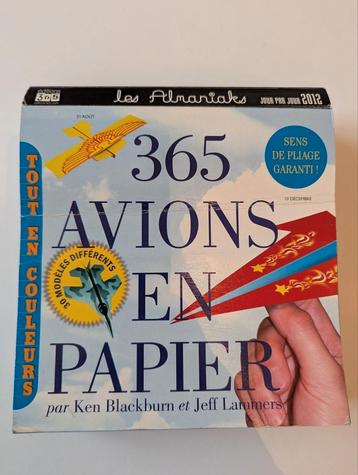 éditions 365
les Almaniaks
JOUR PAR JOUR 2012
31 AOÛT
365
AVIONS
EN
PAPIER
SENS
DE PLIAGE
GARANTI !
19 DÉCEMBRE
TOUT EN COULEURS
30 MODÈLES DIFFÉRENTS
par Ken Blackburn et Jeff Lammers